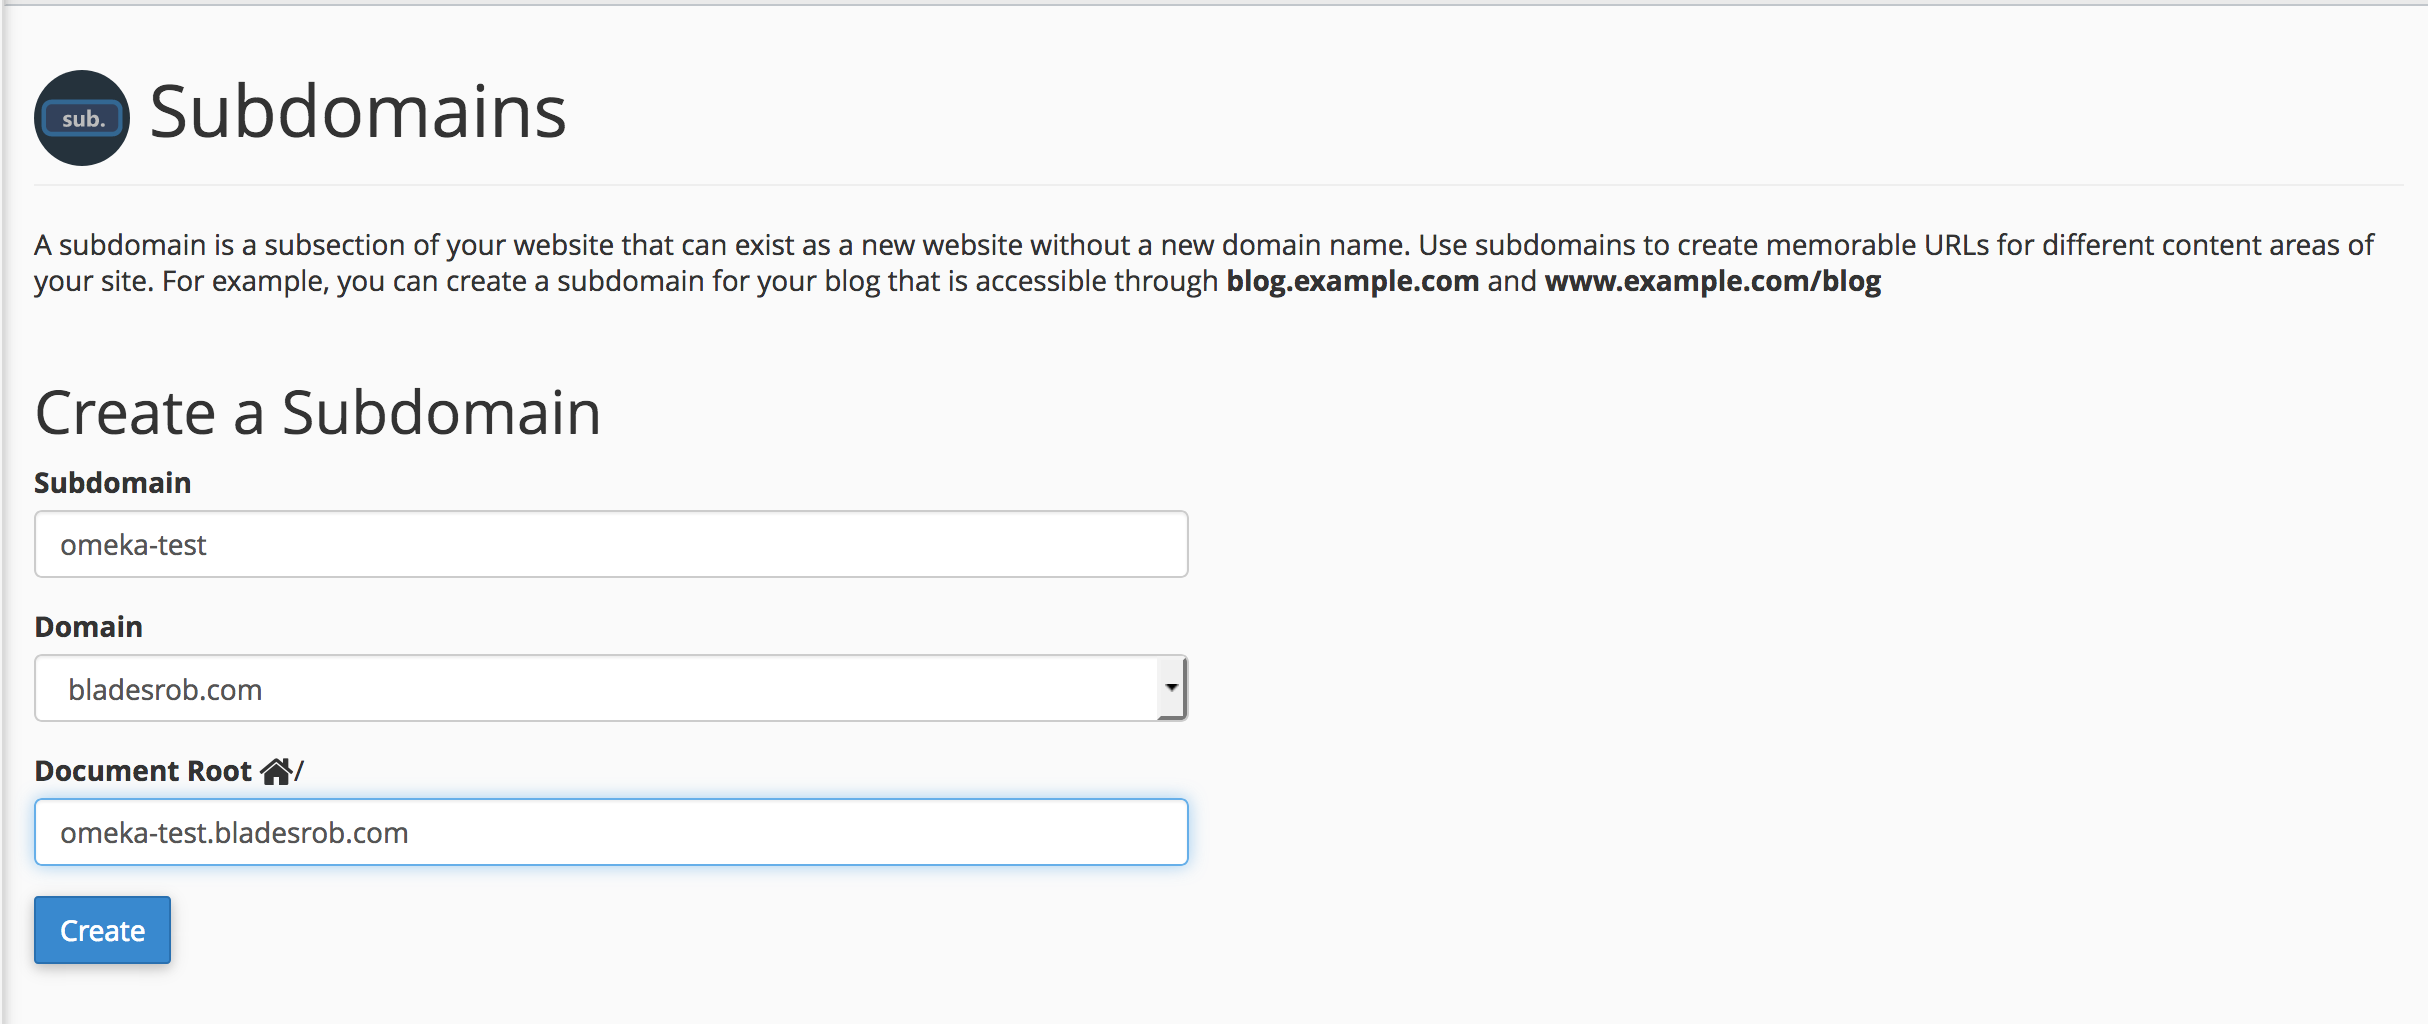 sub.
Subdomains
A subdomain is a subsection of your website that can exist as a new website without a new domain name. Use subdomains to create memorable URLs for different content areas of
your site. For example, you can create a subdomain for your blog that is accessible through blog.example.com and www.example.com/blog
Create a Subdomain
Subdomain
omeka-test
Domain
bladesrob.com
Document Root /
omeka-test.bladesrob.com
Create